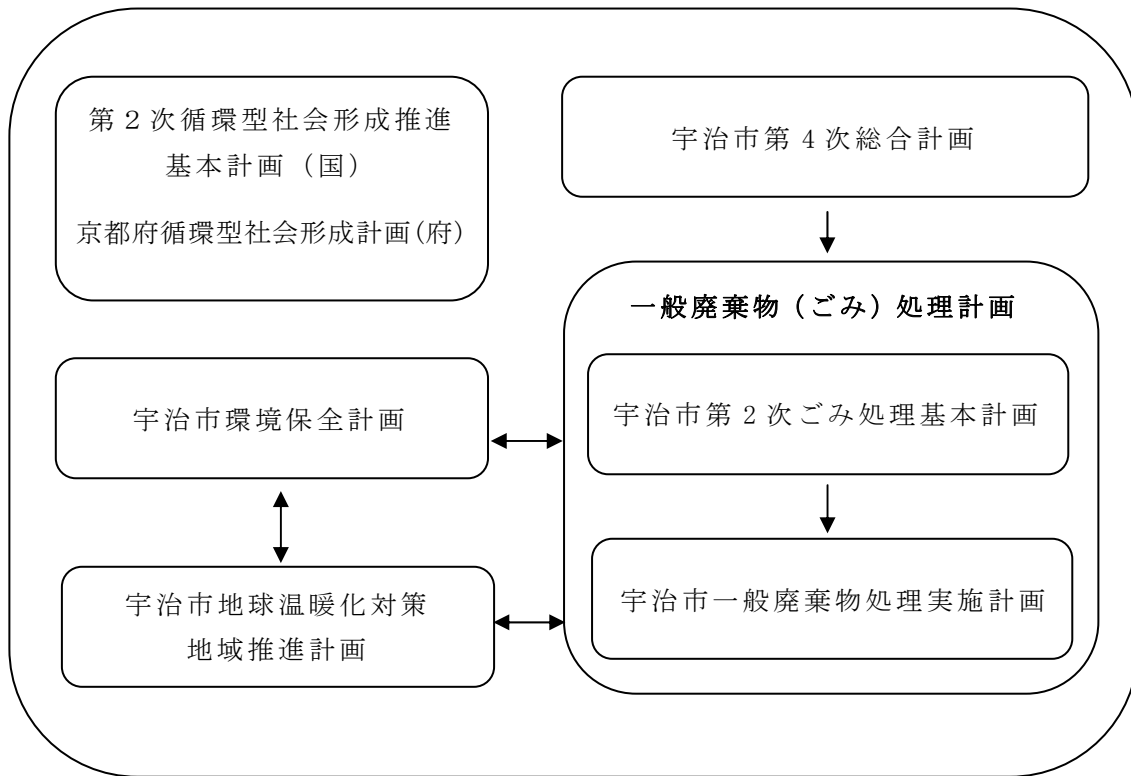 第２次循環型社会形成推進
基本計画（国）
京都府循環型社会形成計画(府)
宇治市第４次総合計画
一般廃棄物（ごみ）処理計画
宇治市環境保全計画
宇治市第２次ごみ処理基本計画
宇治市地球温暖化対策
地域推進計画
宇治市一般廃棄物処理実施計画